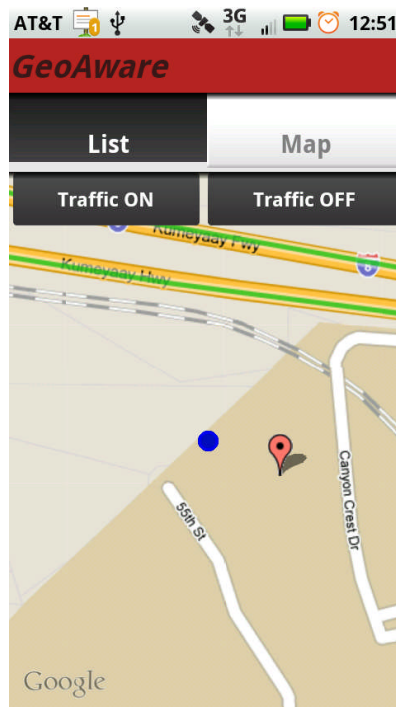 AT&T 3G 12:51
GeoAware
List Map
Traffic ON Traffic OFF
Kumeyaay Fwy
8
Kumeyaay Hwy
Canyon Crest Dr
55th St
Google